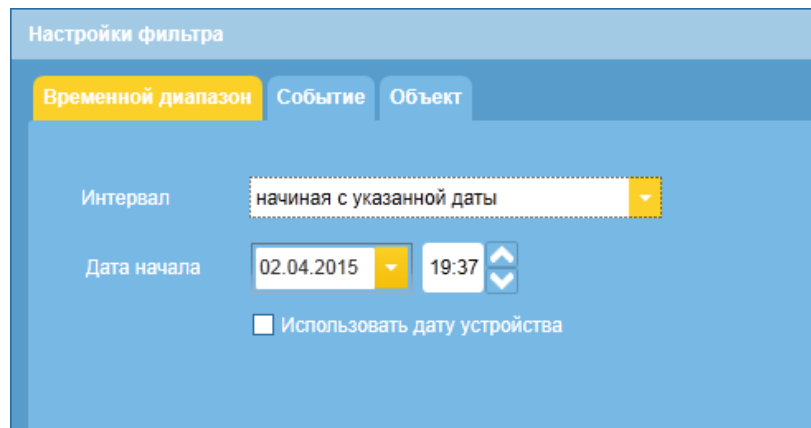 Настройки фильтра
Временной диапазон Событие Объект
Интервал начиная с указанной даты
Дата начала 02.04.2015 19:37
Использовать дату устройства